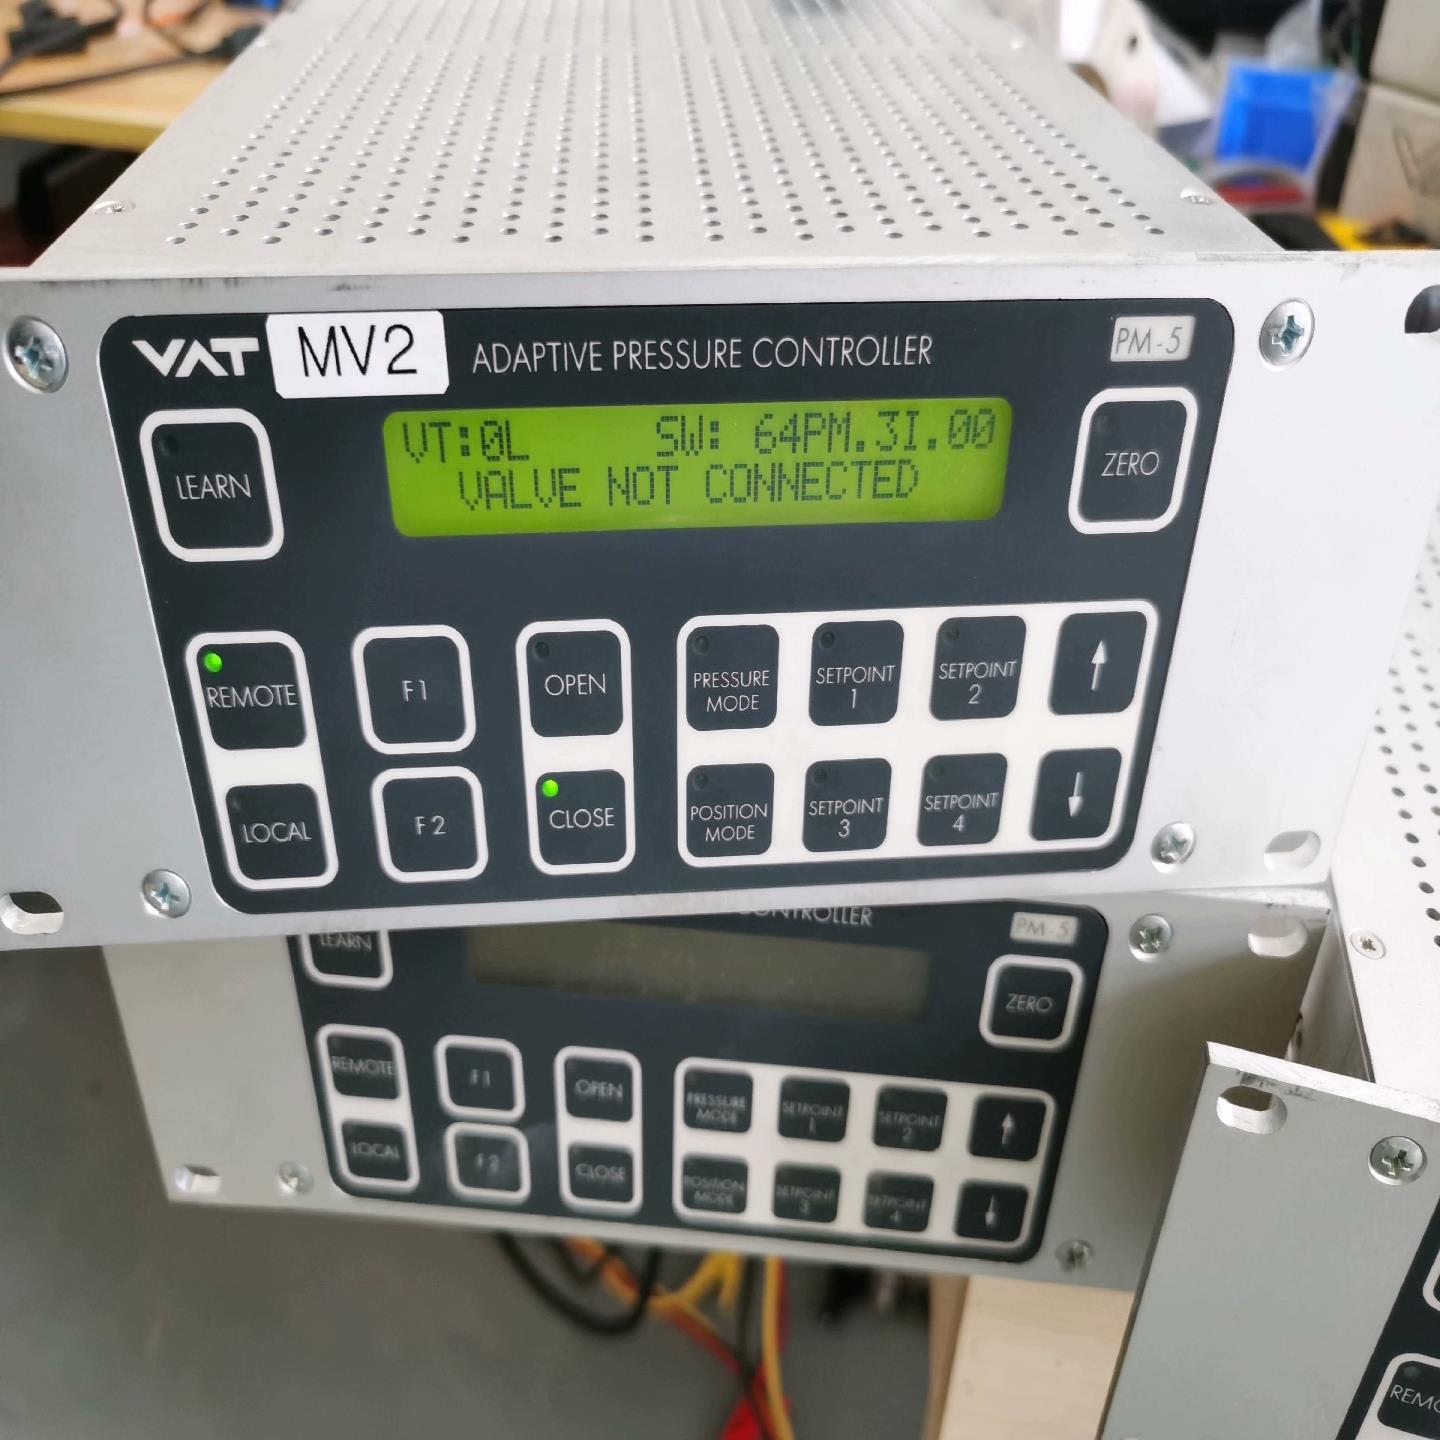 VAT MV2 ADAPTIVE PRESSURE CONTROLLER PM-5
VT:0L SW: 64PM.3I.00
VALVE NOT CONNECTED
LEARN
ZERO
REMOTE
F1
OPEN
PRESSURE
MODE
SETPOINT
1
SETPOINT
2
LOCAL
F2
CLOSE
POSITION
MODE
SETPOINT
3
SETPOINT
4
CONTROLLER
PM-5
LEARN
ZERO
REMOTE
F1
OPEN
PRESSURE
MODE
SETPOINT
1
SETPOINT
2
LOCAL
F2
CLOSE
POSITION
MODE
SETPOINT
3
SETPOINT
4